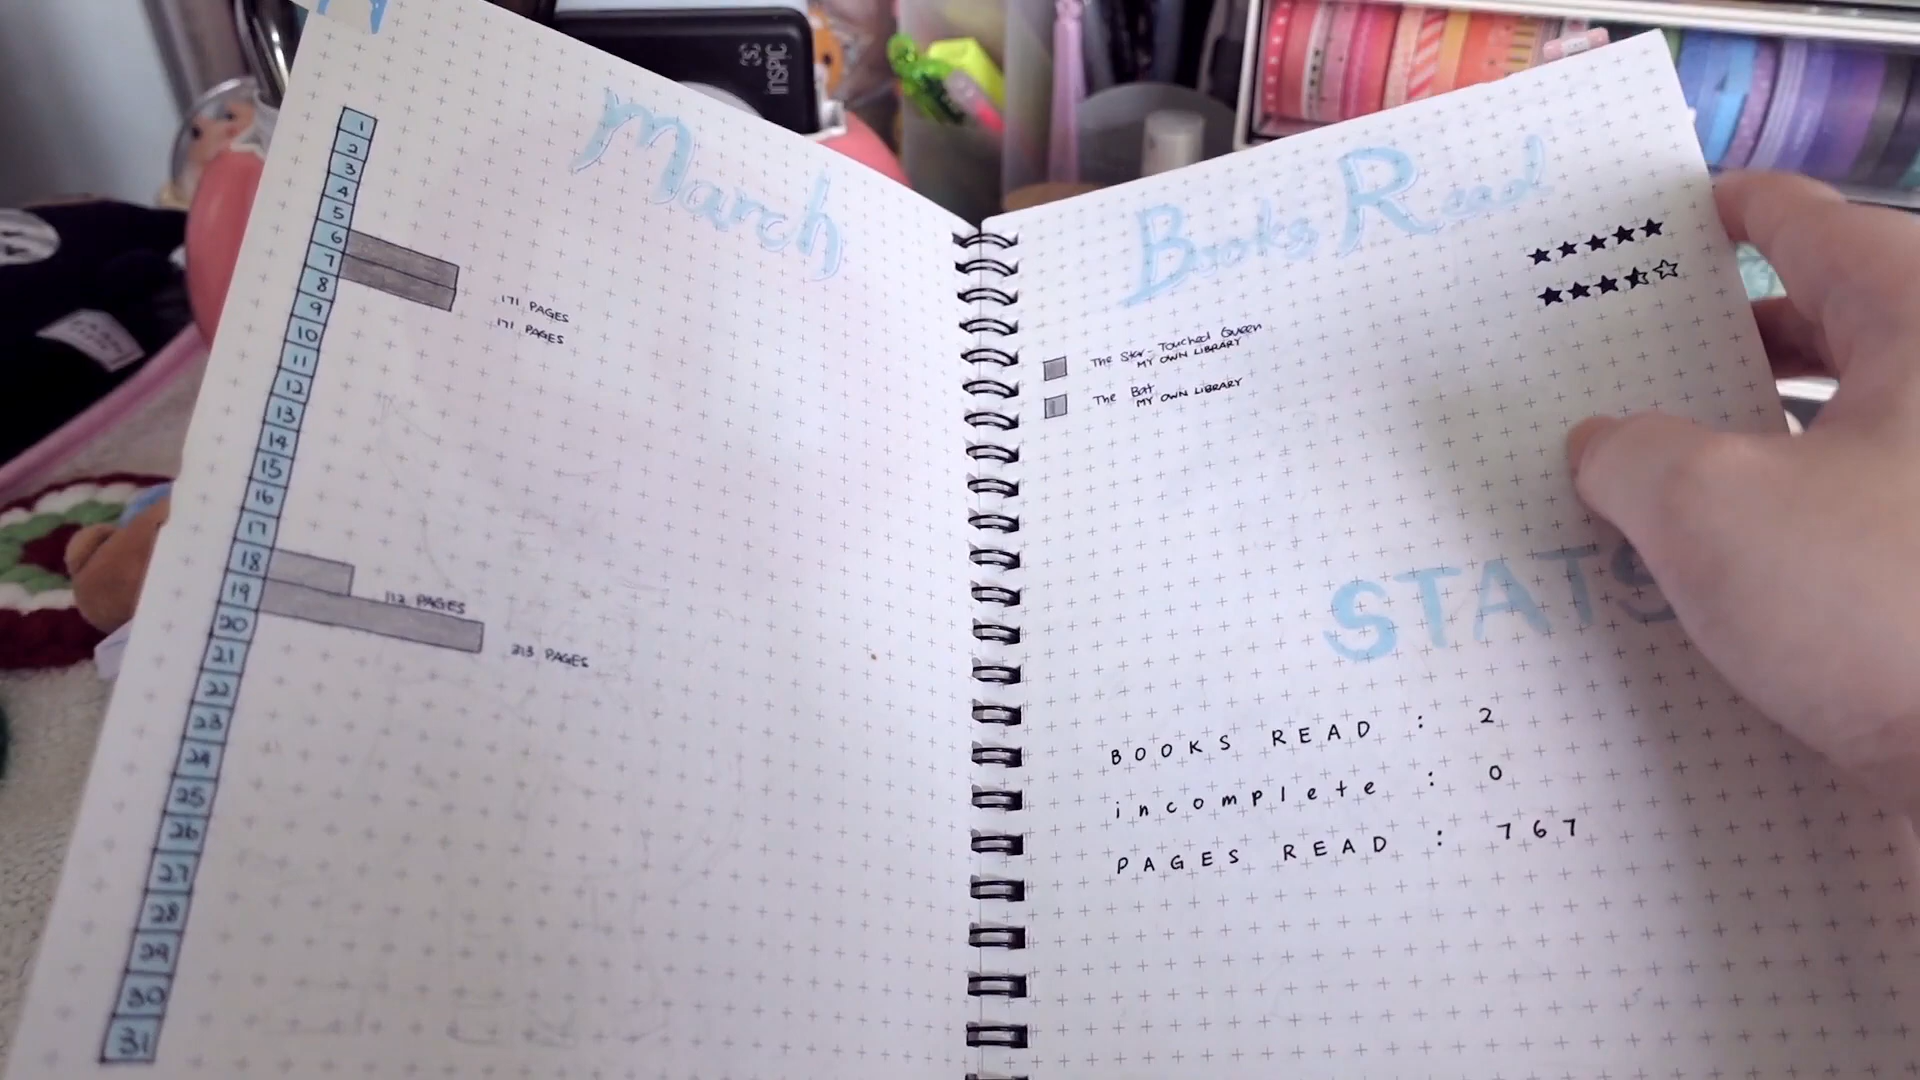 March
1
2
3
4
5
6
7
8
9
10
11
12
13
14
15
16
17
18
19
20
21
22
23
24
25
26
27
28
29
30
31
171 PAGES
171 PAGES
112 PAGES
313 PAGES
Books Read
The Star-Touched Queen
MY OWN LIBRARY
The Bat
MY OWN LIBRARY
STATS
BOOKS READ : 2
incomplete : 0
PAGES READ : 767
inspic